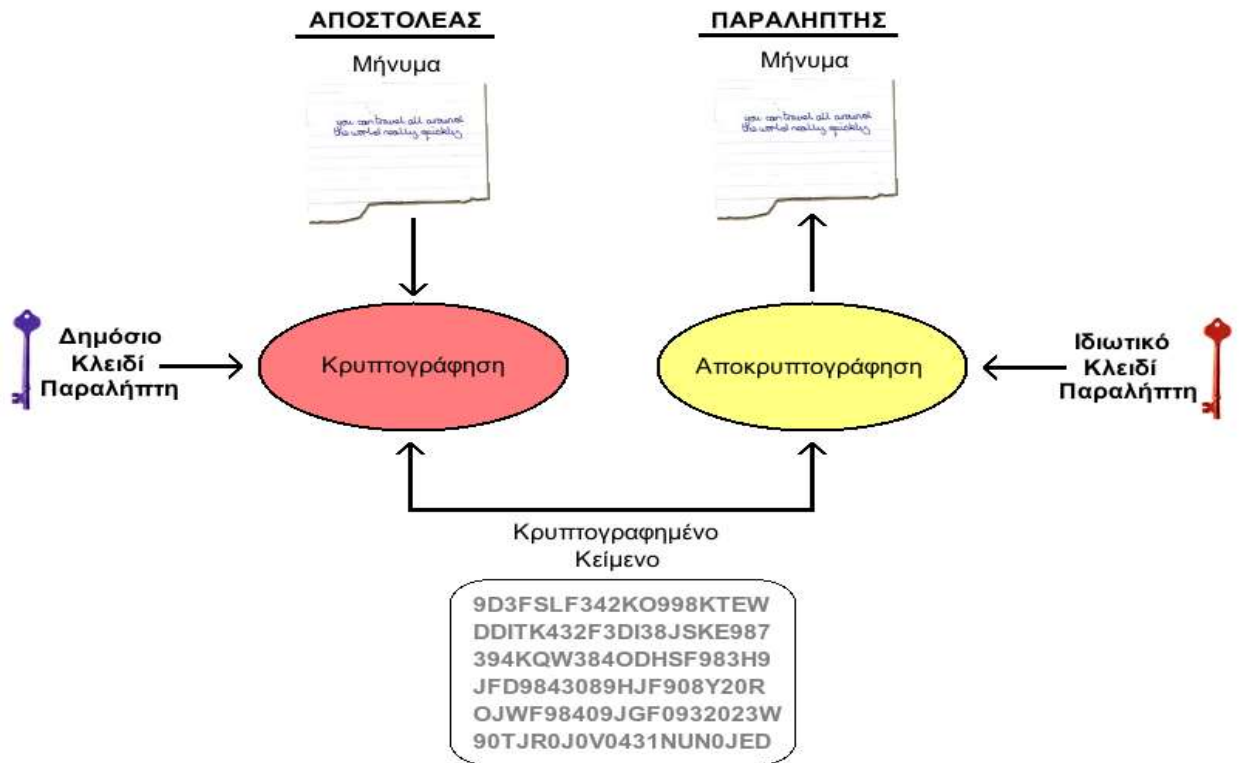 ΑΠΟΣΤΟΛΕΑΣ
Μήνυμα
you can travel all around
the world really quickly
ΠΑΡΑΛΗΠΤΗΣ
Μήνυμα
you can travel all around
the world really quickly
Δημόσιο
Κλειδί
Παραλήπτη
Κρυπτογράφηση
Αποκρυπτογράφηση
Ιδιωτικό
Κλειδί
Παραλήπτη
Κρυπτογραφημένο
Κείμενο
9D3FSLF342KO998KTEW
DDITK432F3DI38JSKE987
394KQW384ODHSF983H9
JFD9843089HJF908Y20R
OJWF98409JGF0932023W
90TJR0J0V0431NUN0JED